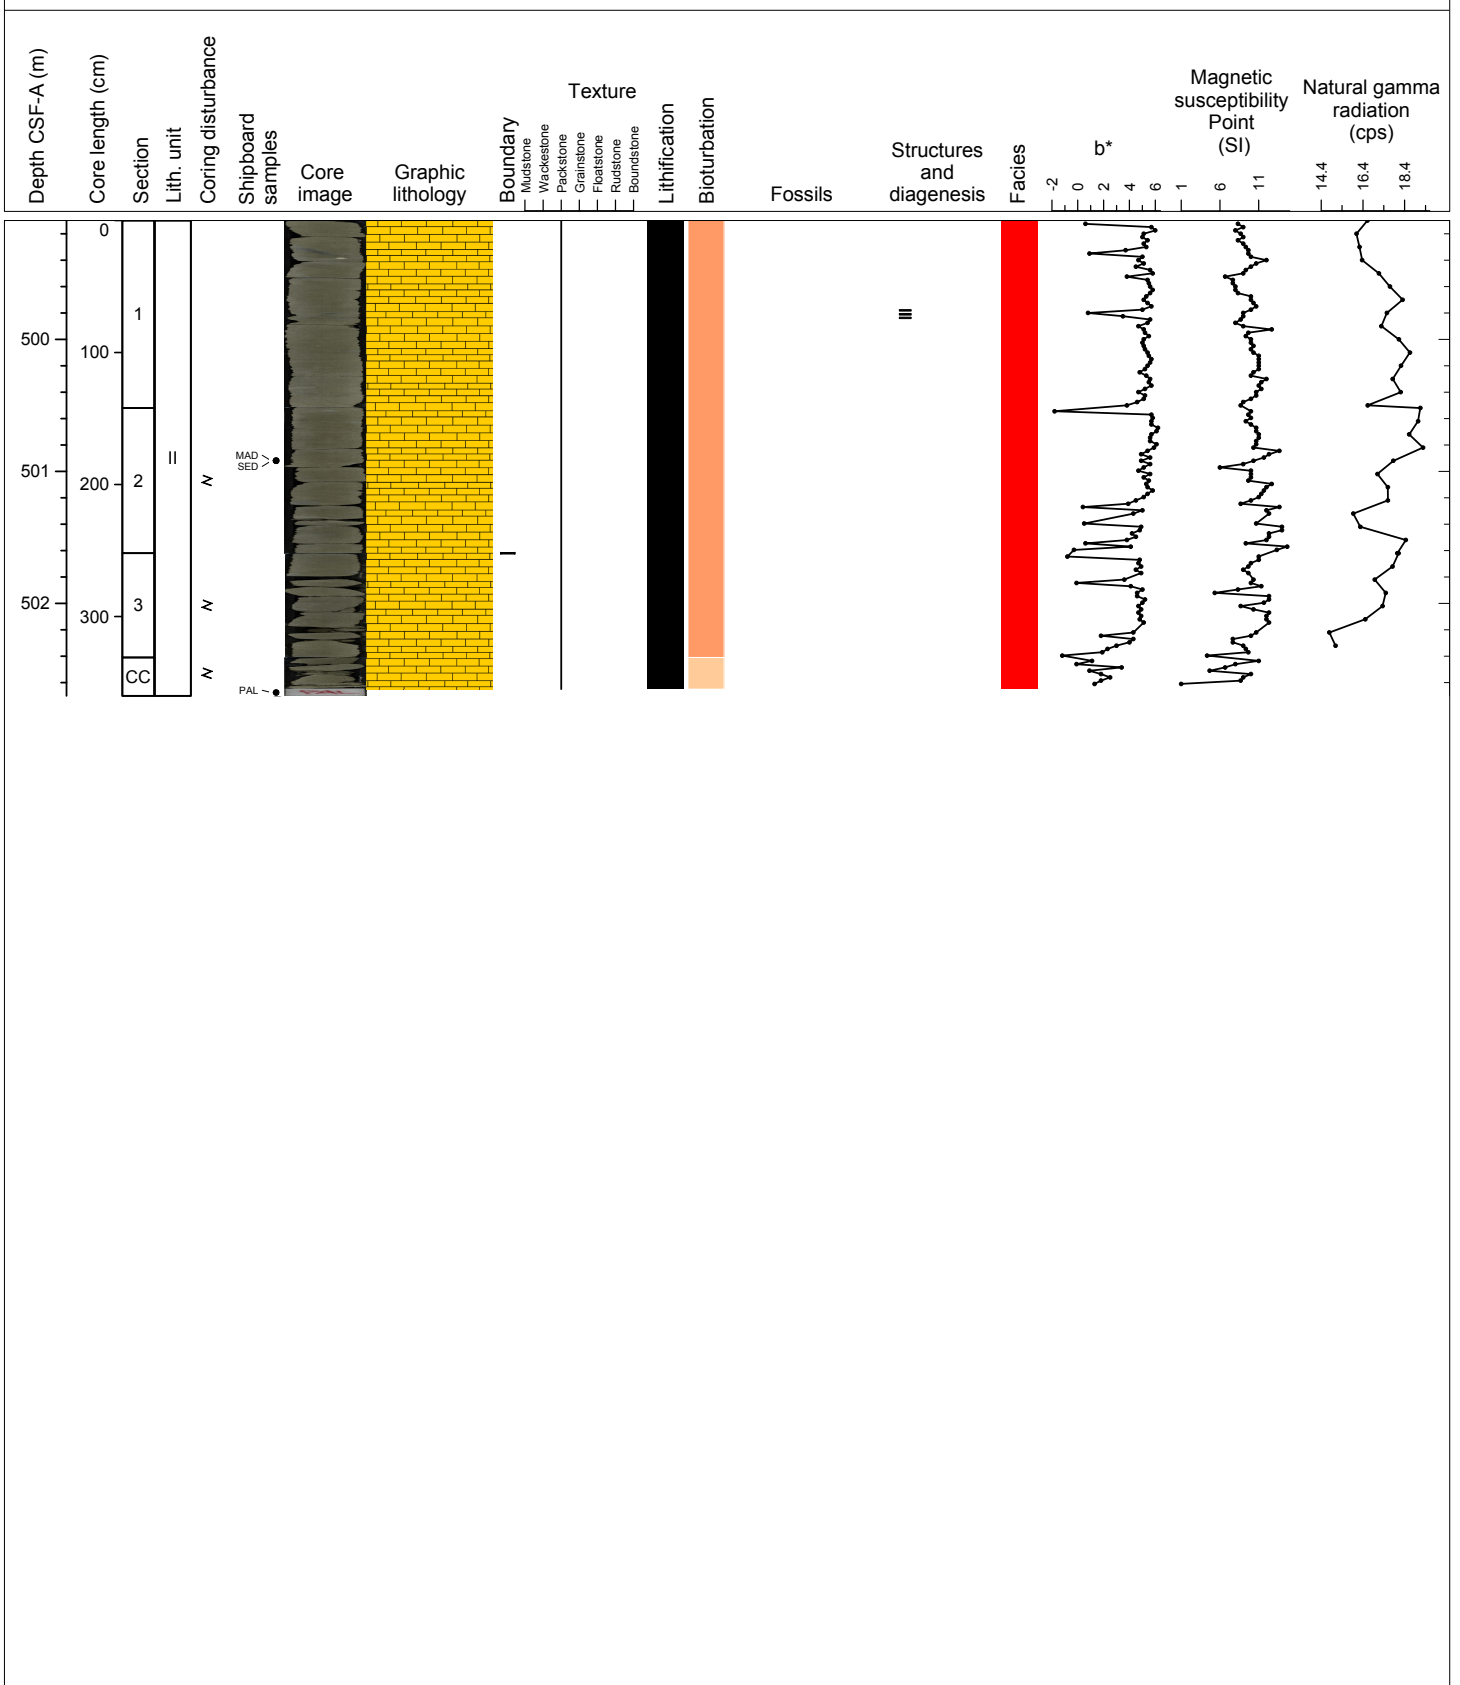 Depth CSF-A (m)
Core length (cm)
Section
Lith. unit
Coring disturbance
Shipboard
samples
Core
image
Graphic
lithology
Boundary
Texture
Mudstone
Wackestone
Packstone
Grainstone
Floatstone
Rudstone
Boundstone
Lithification
Bioturbation
Fossils
Structures
and
diagenesis
Facies
b*
-2 0 2 4 6
Magnetic
susceptibility
Point
(SI)
1 6 11
Natural gamma
radiation
(cps)
14.4 16.4 18.4
0
1
500
100
II
MAD
SED
501
200
2
502
3
300
CC
PAL
PAL